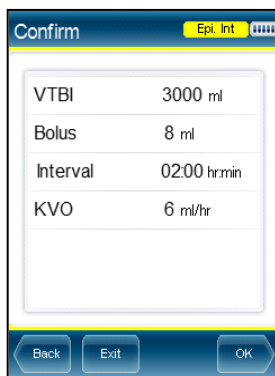 Confirm Epi. Int
VTBI 3000 ml
Bolus 8 ml
Interval 02:00 hr:min
KVO 6 ml/hr
Back Exit OK